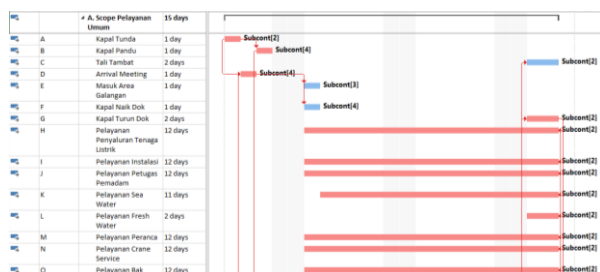 A. Scope Pelayanan Umum 15 days
A Kapal Tunda 1 day Subcont[2]
B Kapal Pandu 1 day Subcont[4]
C Tali Tambat 2 days Subcont[2]
D Arrival Meeting 1 day Subcont[4]
E Masuk Area Galangan 1 day Subcont[3]
F Kapal Naik Dok 1 day Subcont[4]
G Kapal Turun Dok 2 days Subcont[2]
H Pelayanan Penyaluran Tenaga Listrik 12 days Subcont[2]
I Pelayanan Instalasi 12 days Subcont[2]
J Pelayanan Petugas Pemadam 12 days Subcont[2]
K Pelayanan Sea Water 11 days Subcont[2]
L Pelayanan Fresh Water 2 days Subcont[2]
M Pelayanan Peranca 12 days Subcont[2]
N Pelayanan Crane Service 12 days Subcont[2]
O Pelayanan Bak 12 days Subcont[2]